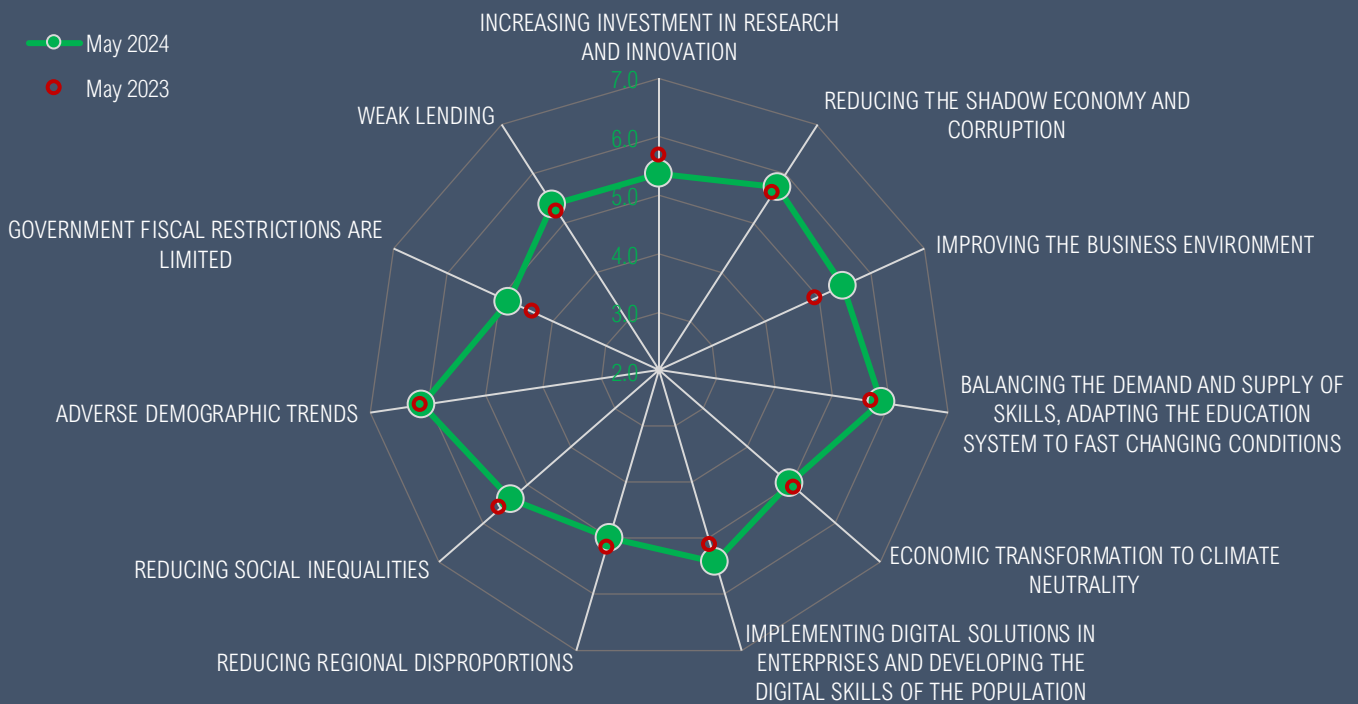 INCREASING INVESTMENT IN RESEARCH
AND INNOVATION
May 2024
May 2023
7.0
6.0
5.0
4.0
3.0
2.0
REDUCING THE SHADOW ECONOMY AND
CORRUPTION
IMPROVING THE BUSINESS ENVIRONMENT
BALANCING THE DEMAND AND SUPPLY OF
SKILLS, ADAPTING THE EDUCATION
SYSTEM TO FAST CHANGING CONDITIONS
ECONOMIC TRANSFORMATION TO CLIMATE
NEUTRALITY
IMPLEMENTING DIGITAL SOLUTIONS IN
ENTERPRISES AND DEVELOPING THE
DIGITAL SKILLS OF THE POPULATION
REDUCING REGIONAL DISPROPORTIONS
REDUCING SOCIAL INEQUALITIES
ADVERSE DEMOGRAPHIC TRENDS
GOVERNMENT FISCAL RESTRICTIONS ARE
LIMITED
WEAK LENDING